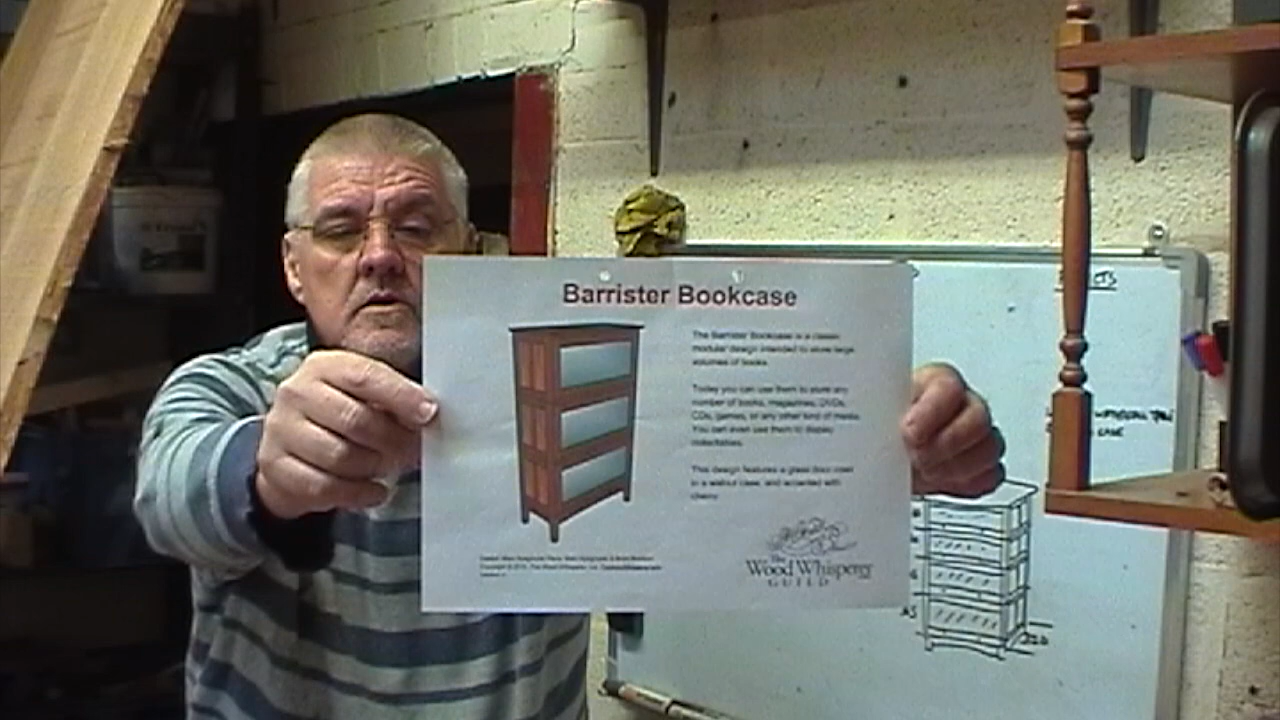 Barrister Bookcase
The Barrister Bookcase is a classic
modular design intended to store large
volumes of books.
Today you can use them to store any
number of books, magazines, DVDs,
CDs, games, or any other kind of media.
You can even use them to display
collectables.
This design features a glass door case
in a walnut case, and accented with
cherry.
The
Wood Whisperer
GUILD
CASE